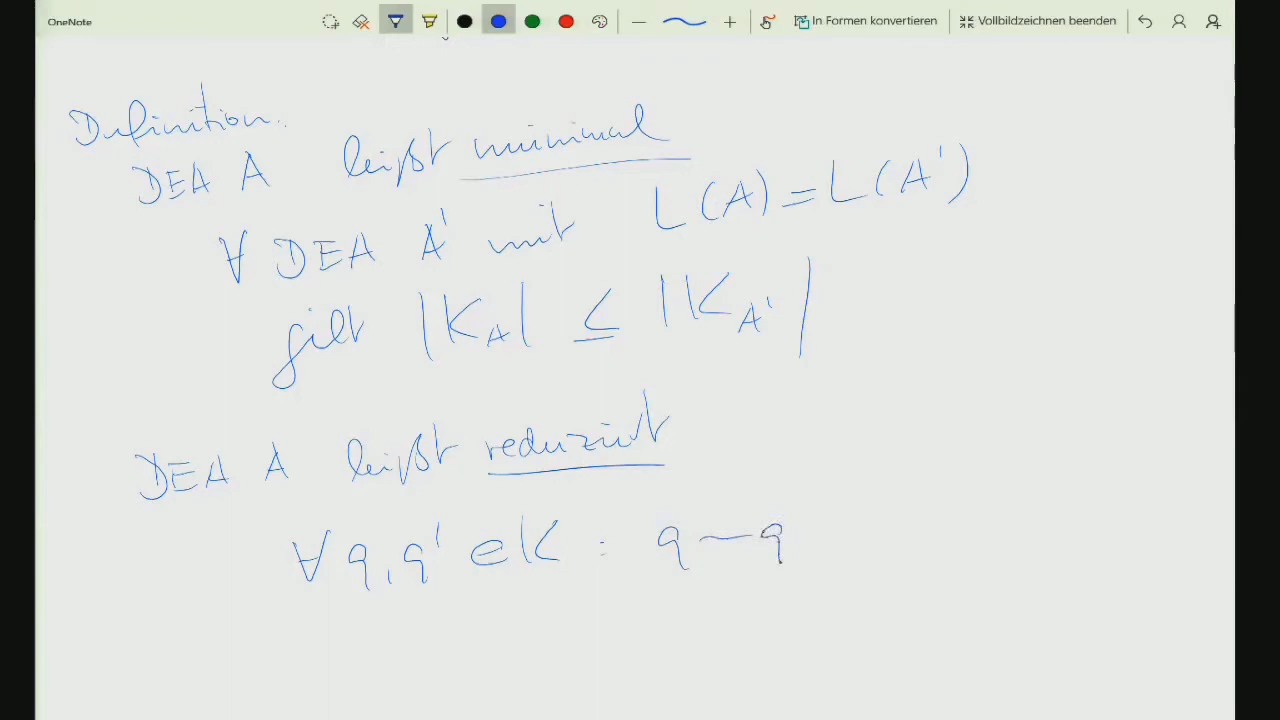 OneNote In Formen konvertieren Vollbildzeichnen beenden
Definition.
DEA A heißt minimal
∀ DEA A' mit L(A) = L(A')
gilt |K_A| ≤ |K_A'|
DEA A heißt reduziert
∀ q, q' ∈ K : q ~ q